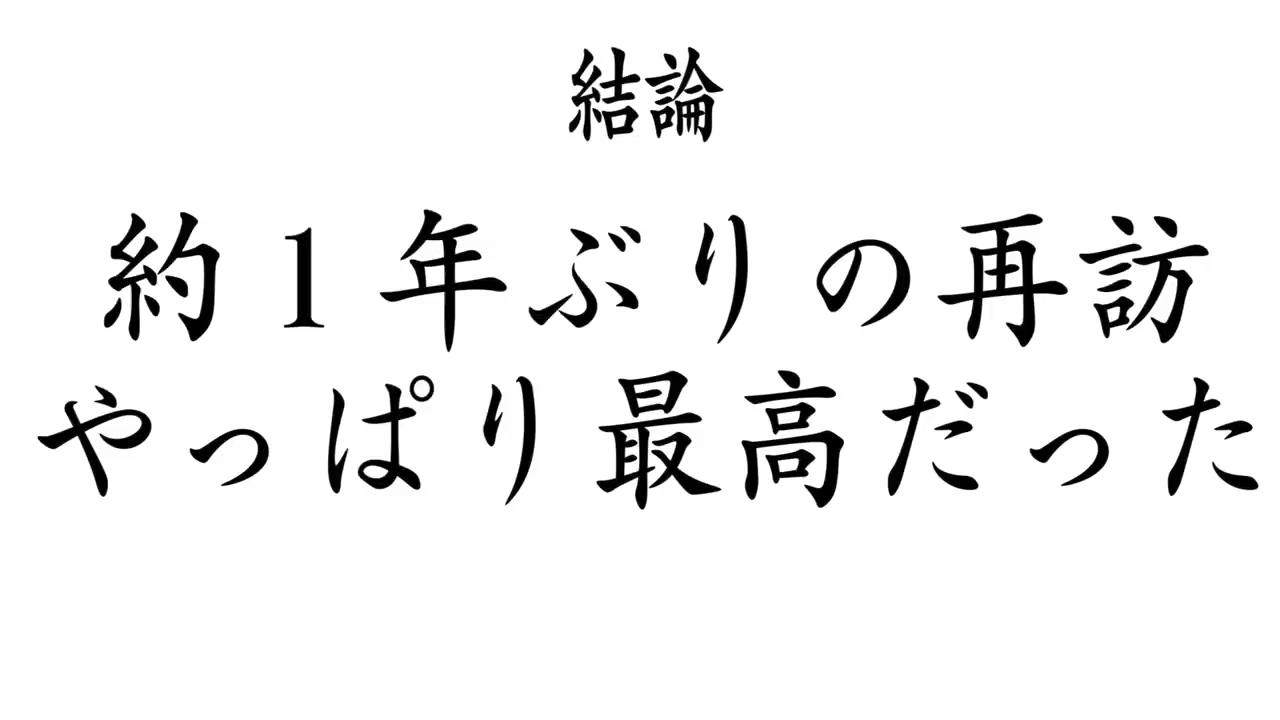 結論
約１年ぶりの再訪
やっぱり最高だった